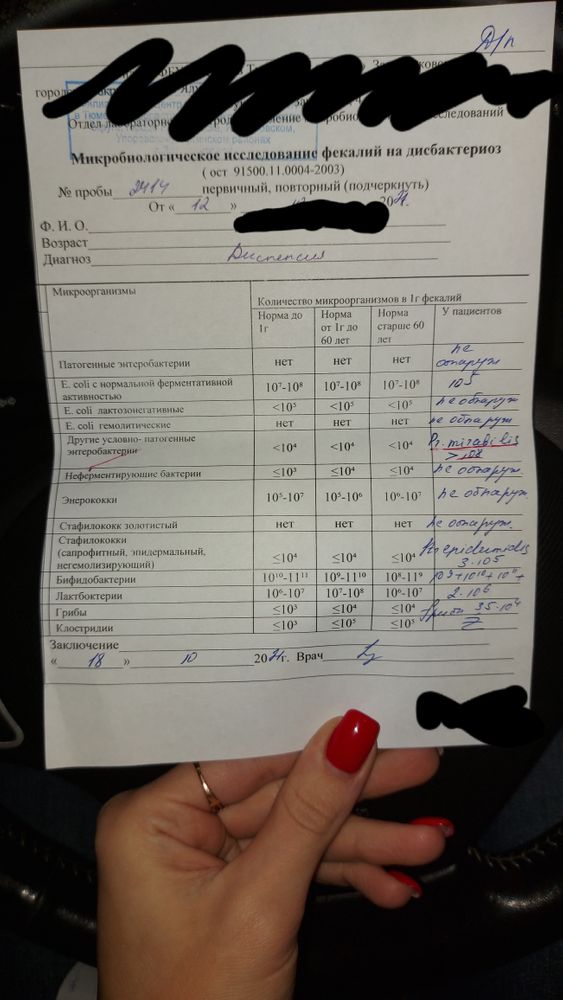 Д/п
Микробиологическое исследование фекалий на дисбактериоз
( ост 91500.11.0004-2003)
№ пробы 2414 первичный, повторный (подчеркнуть)
От « 12 » 2021.
Ф. И. О.
Возраст
Диагноз Диспепсия
Микроорганизмы Количество микроорганизмов в 1г фекалий
Норма до 1г Норма от 1г до 60 лет Норма старше 60 лет У пациентов
Патогенные энтеробактерии нет нет нет не обнаруж
E. coli с нормальной ферментативной активностью 10⁷-10⁸ 10⁷-10⁸ 10⁷-10⁸ 10⁵
E. coli лактозонегативные <10⁵ <10⁵ <10⁵ не обнаруж
E. coli гемолитические нет нет нет не обнаруж
Другие условно- патогенные энтеробактерии <10⁴ <10⁴ <10⁴ Pr. mirabilis >10⁸
Неферментирующие бактерии ≤10³ ≤10⁴ ≤10⁴ не обнаруж.
Энерококки 10⁵-10⁷ 10⁵-10⁶ 10⁶-10⁷ не обнаруж
Стафилококк золотистый нет нет нет не обнаруж.
Стафилококки (сапрофитный, эпидермальный, негемолизирующий) ≤10⁴ ≤10⁴ ≤10⁴ epidermidis 3·10⁵
Бифидобактерии 10¹⁰-11¹¹ 10⁹-11¹⁰ 10⁸-11⁹ 10⁹+10¹⁰+10¹¹+
Лактбоктерии 10⁶-10⁷ 10⁷-10⁸ 10⁶-10⁷ 2·10⁶
Грибы ≤10³ ≤10⁴ ≤10⁴ Грибы
Клостридии ≤10³ ≤10⁵ ≤10⁵
Заключение
« 18 » 10 2021г. Врач